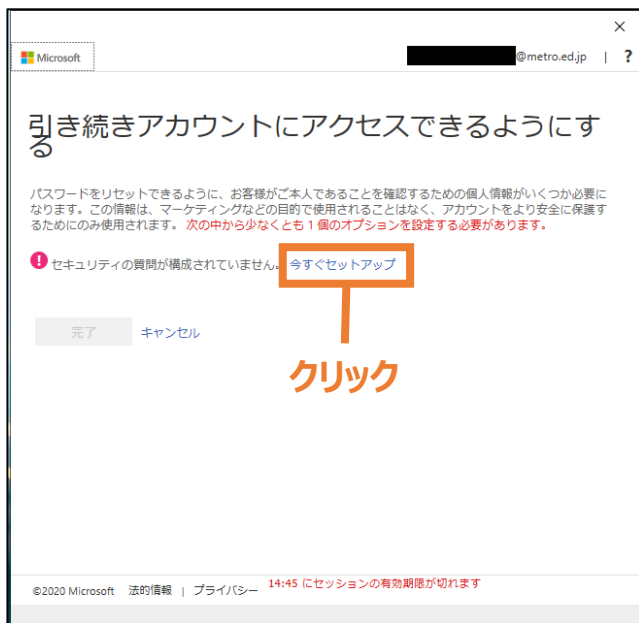 Microsoft
@metro.ed.jp | ?
引き続きアカウントにアクセスできるようにす
る
パスワードをリセットできるように、お客様がご本人であることを確認するための個人情報がいくつか必要に
なります。この情報は、マーケティングなどの目的で使用されることはなく、アカウントをより安全に保護す
るためにのみ使用されます。 次の中から少なくとも 1 個のオプションを設定する必要があります。
セキュリティの質問が構成されていません。 今すぐセットアップ
完了 キャンセル
クリック
14:45 にセッションの有効期限が切れます
©2020 Microsoft 法的情報 | プライバシー